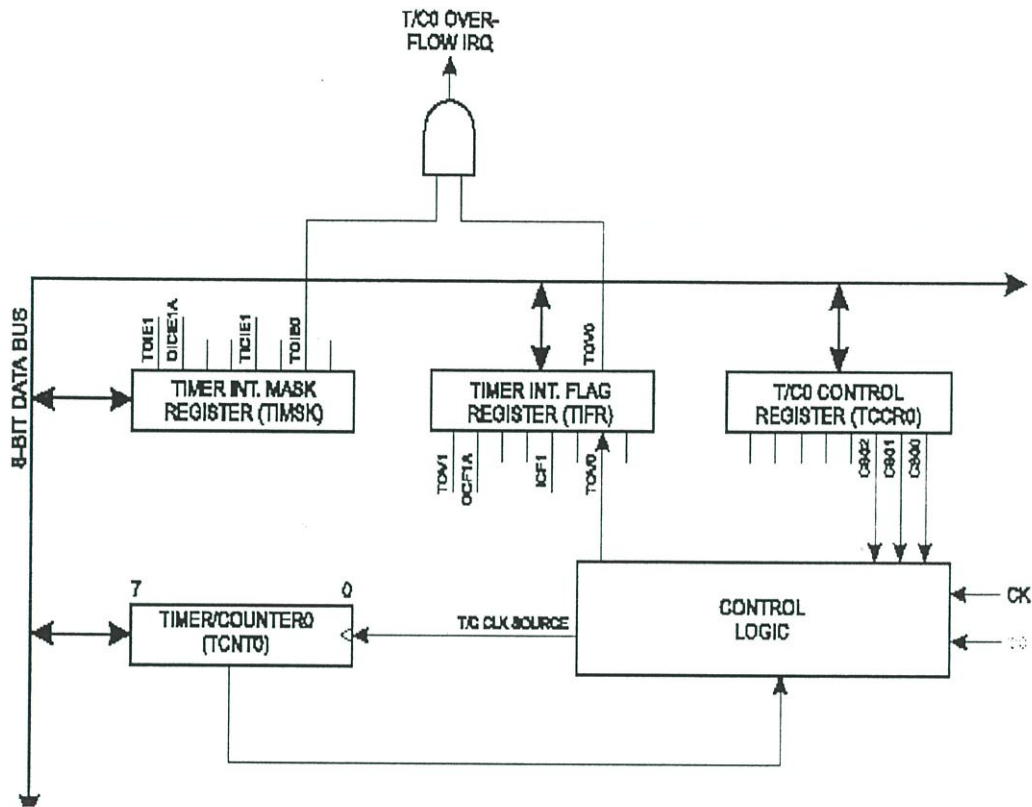 T/C0 OVER-
FLOW IRQ
8-BIT DATA BUS
TOIE1
OICIE1A
TICIE1
TOIE0
TOV0
TIMER INT. MASK
REGISTER (TIMSK)
TIMER INT. FLAG
REGISTER (TIFR)
T/C0 CONTROL
REGISTER (TCCR0)
TOV1
OCF1A
ICF1
TOV0
CS02
CS01
CS00
7
0
TIMER/COUNTER0
(TCNT0)
T/C CLK SOURCE
CONTROL
LOGIC
CK